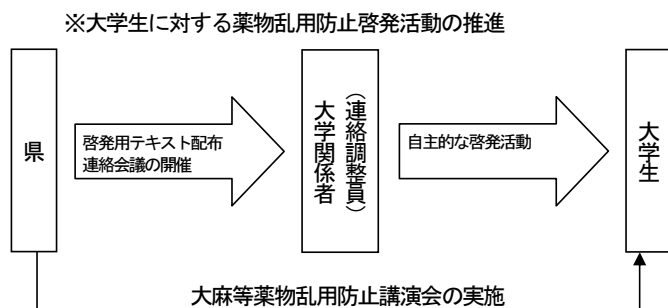 ※大学生に対する薬物乱用防止啓発活動の推進
県
啓発用テキスト配布
連絡会議の開催
大学関係者
(連絡調整員)
自主的な啓発活動
大学生
大麻等薬物乱用防止講演会の実施